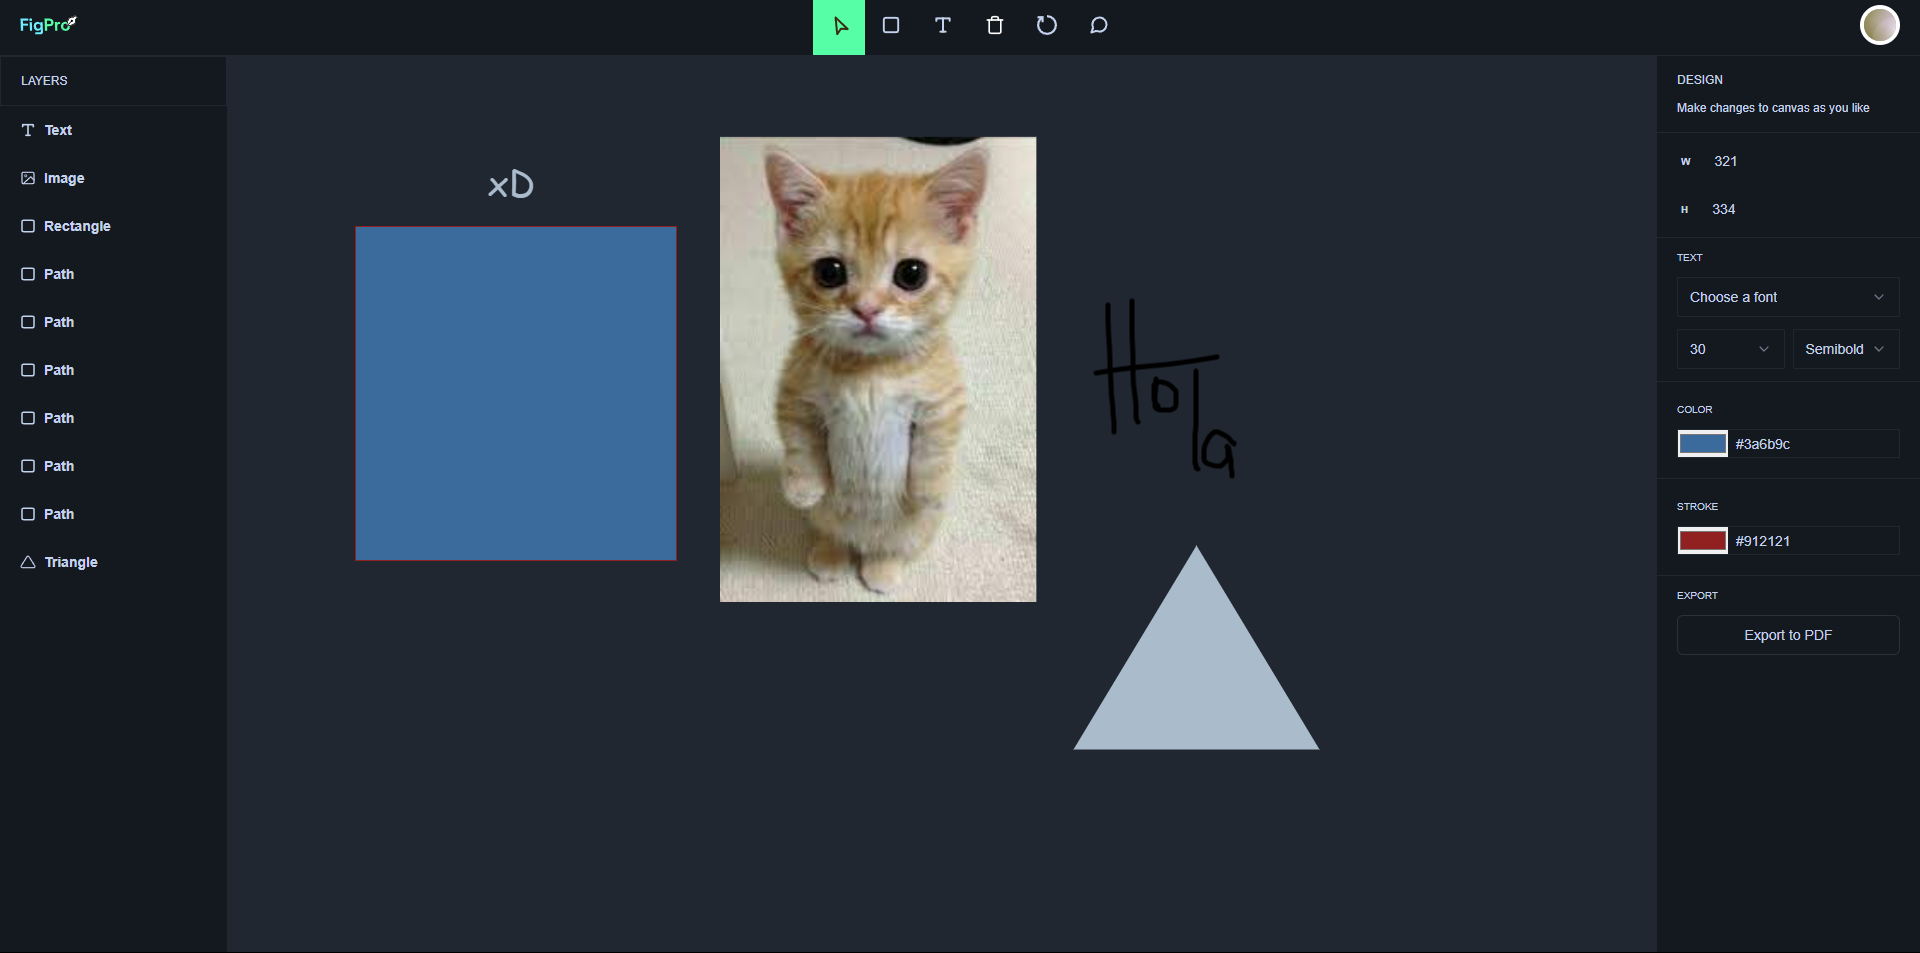 FigPro
LAYERS
Text
Image
Rectangle
Path
Path
Path
Path
Path
Path
Triangle
xD
Hola
DESIGN
Make changes to canvas as you like
W 321
H 334
TEXT
Choose a font
30 Semibold
COLOR
#3a6b9c
STROKE
#912121
EXPORT
Export to PDF